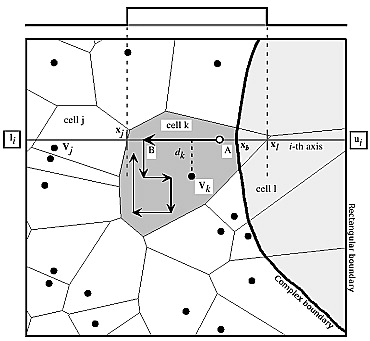 cell j
cell k
x_j
x_b
x_l
i-th axis
l_i
u_i
v_j
B
A
d_k
v_k
cell l
Rectangular boundary
Complex boundary